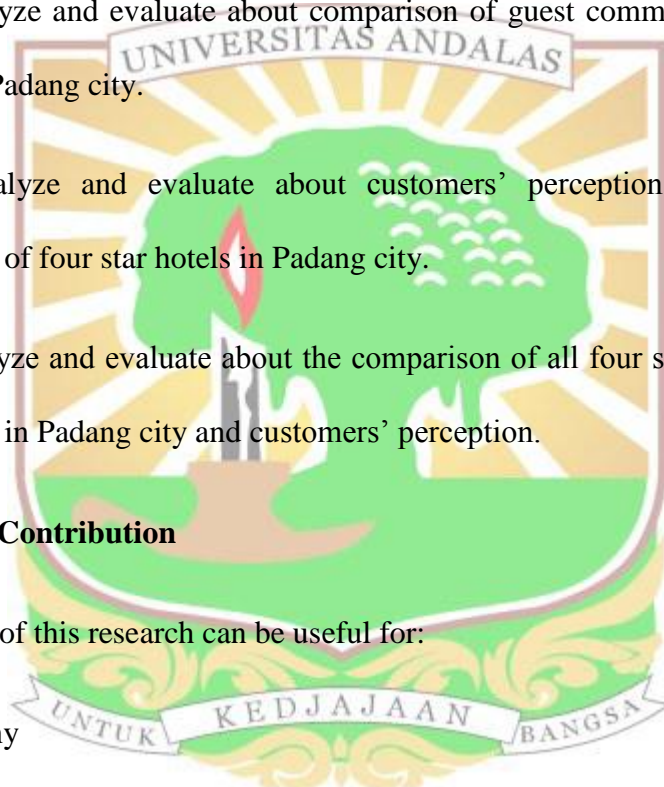 lyze and evaluate about comparison of guest comm
UNIVERSITAS ANDALAS
Padang city.
alyze and evaluate about customers’ perception
of four star hotels in Padang city.
yze and evaluate about the comparison of all four s
in Padang city and customers’ perception.
Contribution
of this research can be useful for:
UNTUK KEDJAJAAN BANGSA
ny